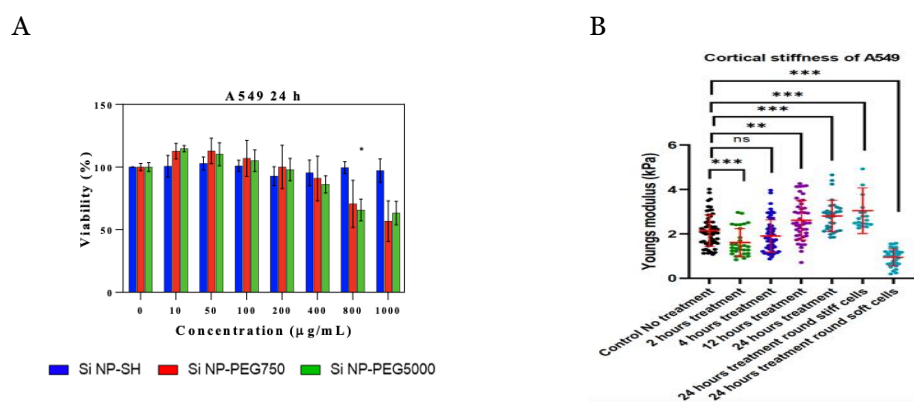 A
B
A549 24 h
*
150
100
50
0
Viability (%)
0 10 50 100 200 400 800 1000
Concentration (μg/mL)
Si NP-SH Si NP-PEG750 Si NP-PEG5000
Cortical stiffness of A549
***
***
***
**
ns
***
6
4
2
0
Youngs modulus (kPa)
Control No treatment
2 hours treatment
4 hours treatment
12 hours treatment
24 hours treatment
24 hours treatment round stiff cells
24 hours treatment round soft cells